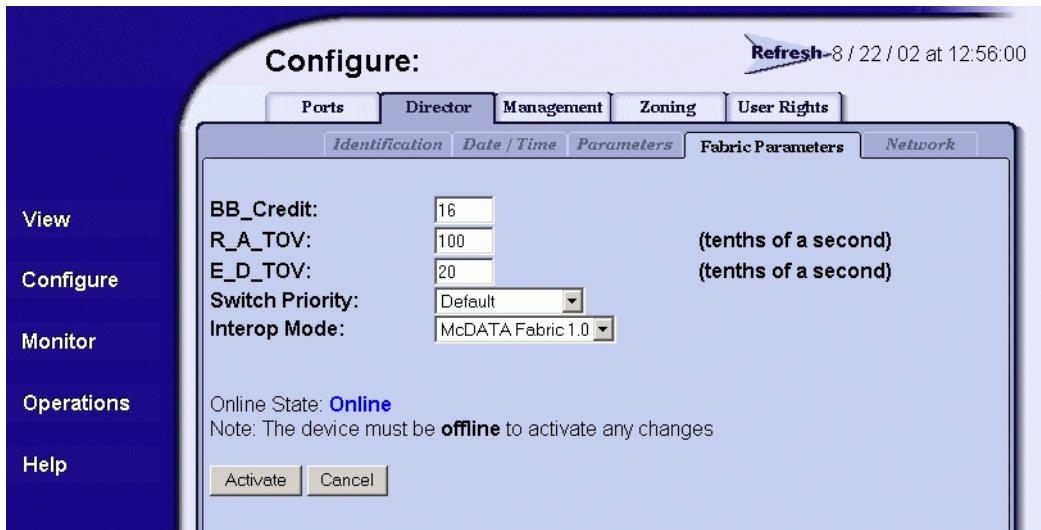 Configure:
Refresh 8 / 22 / 02 at 12:56:00
Ports Director Management Zoning User Rights
Identification Date / Time Parameters Fabric Parameters Network
View
Configure
Monitor
Operations
Help
BB_Credit: 16
R_A_TOV: 100 (tenths of a second)
E_D_TOV: 20 (tenths of a second)
Switch Priority: Default
Interop Mode: McDATA Fabric 1.0
Online State: Online
Note: The device must be offline to activate any changes
Activate Cancel